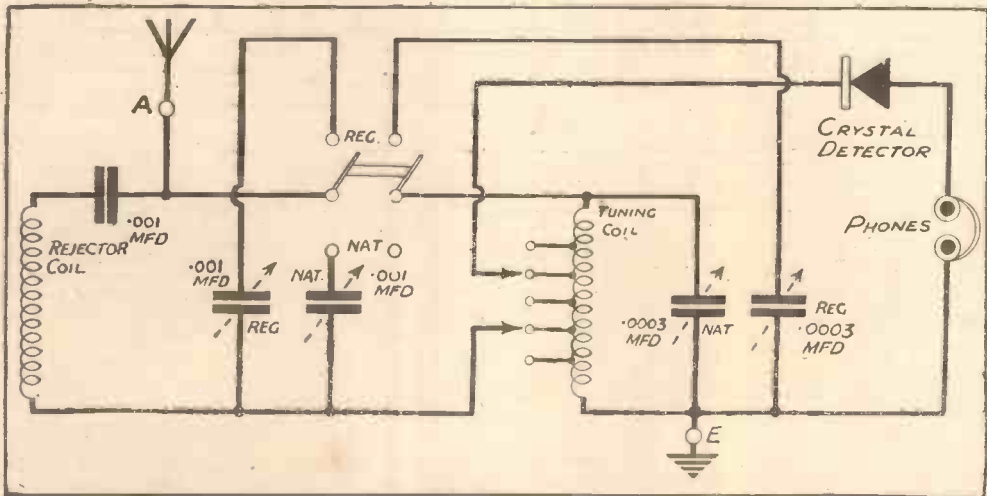 A
REG.
CRYSTAL
DETECTOR
.001
MFD
REJECTOR
COIL
TUNING
COIL
PHONES
NAT
.001
MFD
NAT.
.001
MFD
REG
.0003
MFD
NAT
REG
.0003
MFD
E